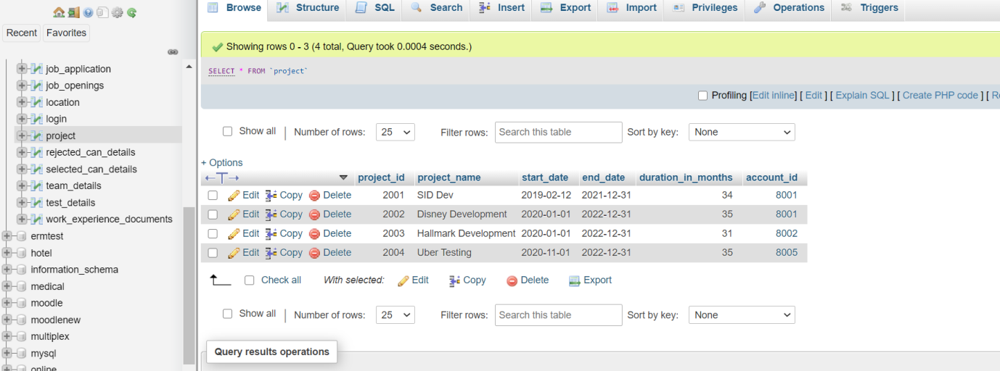 Recent Favorites
job_application
job_openings
location
login
project
rejected_can_details
selected_can_details
team_details
test_details
work_experience_documents
ermtest
hotel
information_schema
medical
moodle
moodlenew
multiplex
mysql
online
Browse Structure SQL Search Insert Export Import Privileges Operations Triggers
Showing rows 0 - 3 (4 total, Query took 0.0004 seconds.)
SELECT * FROM `project`
Profiling [Edit inline] [ Edit ] [ Explain SQL ] [ Create PHP code ] [
Show all | Number of rows: 25 Filter rows: Search this table Sort by key: None
+ Options
←T→ project_id project_name start_date end_date duration_in_months account_id
Edit Copy Delete 2001 SID Dev 2019-02-12 2021-12-31 34 8001
Edit Copy Delete 2002 Disney Development 2020-01-01 2022-12-31 35 8001
Edit Copy Delete 2003 Hallmark Development 2020-01-01 2022-12-31 31 8002
Edit Copy Delete 2004 Uber Testing 2020-11-01 2022-12-31 35 8005
Check all With selected: Edit Copy Delete Export
Show all | Number of rows: 25 Filter rows: Search this table Sort by key: None
Query results operations